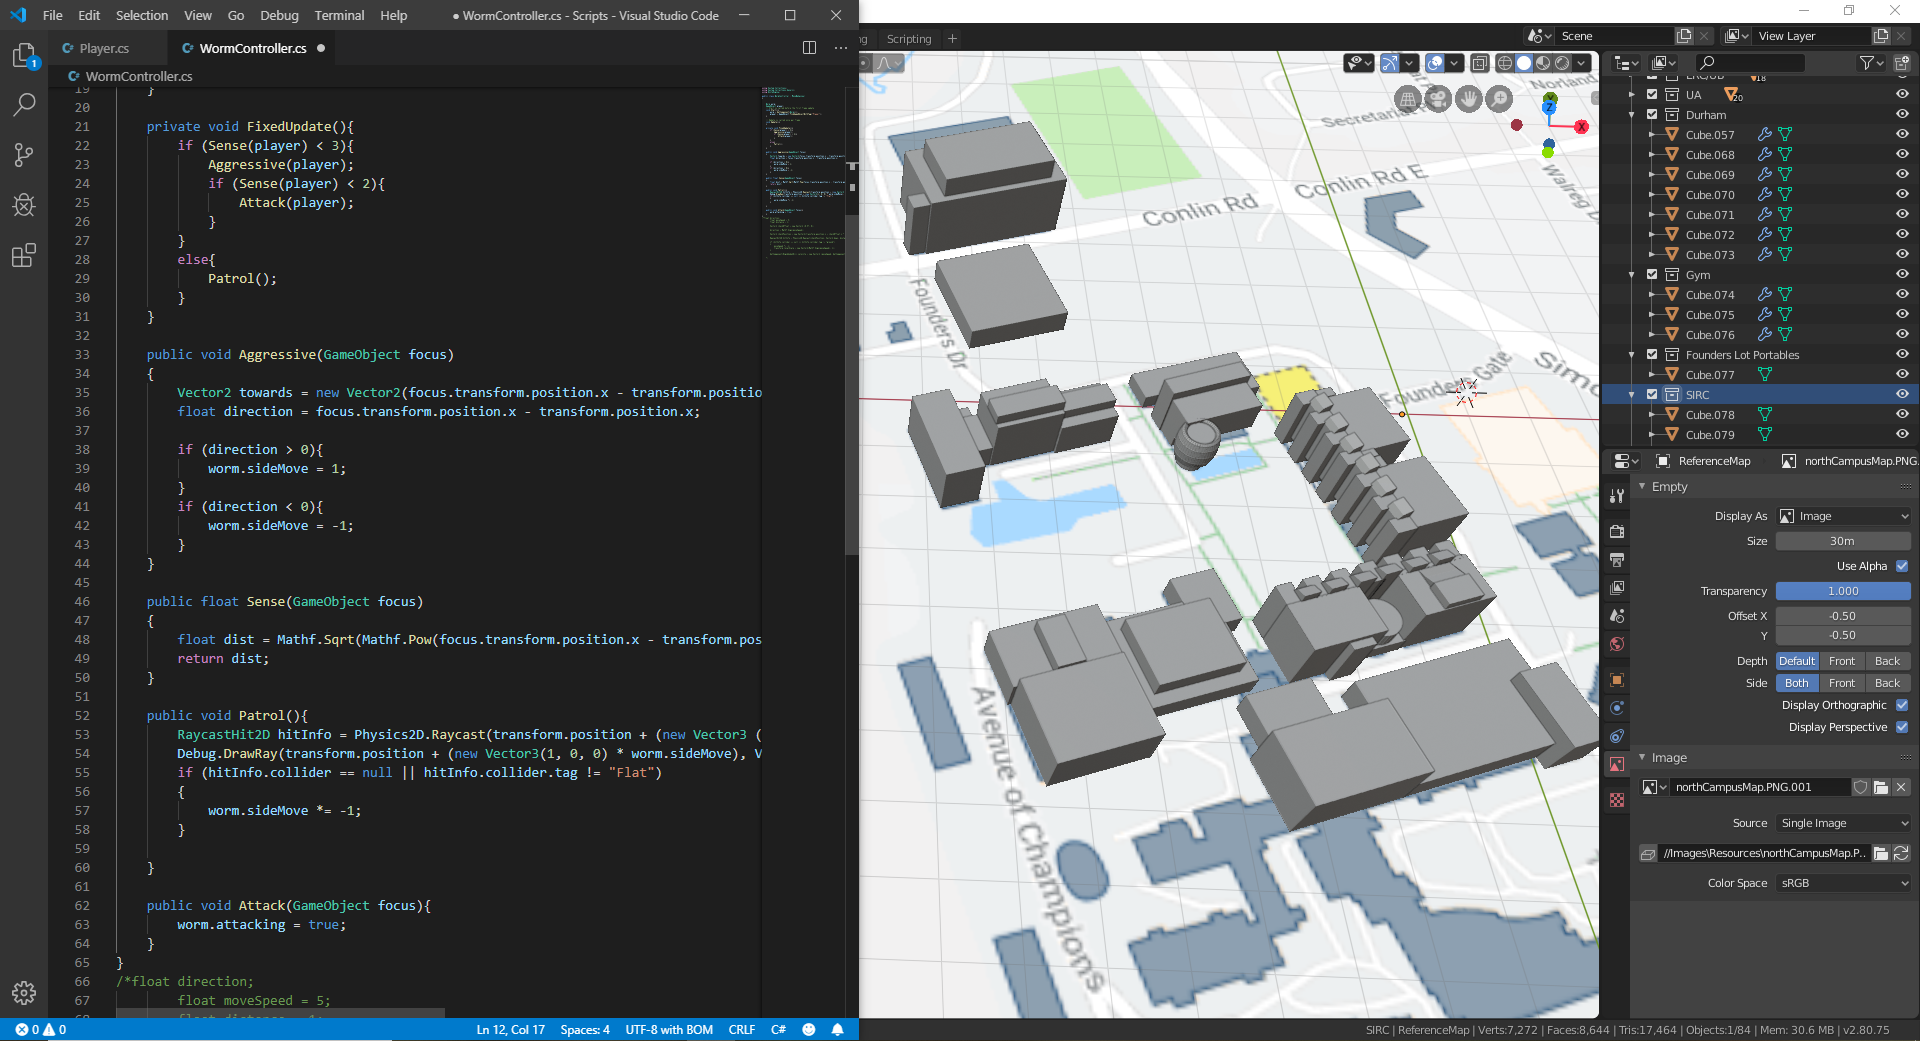 File Edit Selection View Go Debug Terminal Help ● WormController.cs - Scripts - Visual Studio Code
Player.cs WormController.cs ●
WormController.cs
19 }
20
21 private void FixedUpdate(){
22 if (Sense(player) < 3){
23 Aggressive(player);
24 if (Sense(player) < 2){
25 Attack(player);
26 }
27 }
28 else{
29 Patrol();
30 }
31 }
32
33 public void Aggressive(GameObject focus)
34 {
35 Vector2 towards = new Vector2(focus.transform.position.x - transform.positio
36 float direction = focus.transform.position.x - transform.position.x;
37
38 if (direction > 0){
39 worm.sideMove = 1;
40 }
41 if (direction < 0){
42 worm.sideMove = -1;
43 }
44 }
45
46 public float Sense(GameObject focus)
47 {
48 float dist = Mathf.Sqrt(Mathf.Pow(focus.transform.position.x - transform.pos
49 return dist;
50 }
51
52 public void Patrol(){
53 RaycastHit2D hitInfo = Physics2D.Raycast(transform.position + (new Vector3 (
54 Debug.DrawRay(transform.position + (new Vector3(1, 0, 0) * worm.sideMove), V
55 if (hitInfo.collider == null || hitInfo.collider.tag != "Flat")
56 {
57 worm.sideMove *= -1;
58 }
59
60 }
61
62 public void Attack(GameObject focus){
63 worm.attacking = true;
64 }
65 }
66 /*float direction;
67 float moveSpeed = 5;
1
0 0 Ln 12, Col 17 Spaces: 4 UTF-8 with BOM CRLF C#
Scripting + Scene View Layer
Conlin Rd
Conlin Rd E
Founders Dr
Founders Gate
Avenue of Champions
Z
X
UA 20
Durham
Cube.057
Cube.068
Cube.069
Cube.070
Cube.071
Cube.072
Cube.073
Gym
Cube.074
Cube.075
Cube.076
Founders Lot Portables
Cube.077
SIRC
Cube.078
Cube.079
ReferenceMap northCampusMap.PNG.
Empty
Display As Image
Size 30m
Use Alpha
Transparency 1.000
Offset X -0.50
Y -0.50
Depth Default Front Back
Side Both Front Back
Display Orthographic
Display Perspective
Image
northCampusMap.PNG.001
Source Single Image
//Images\Resources\northCampusMap.P..
Color Space sRGB
SIRC | ReferenceMap | Verts:7,272 | Faces:8,644 | Tris:17,464 | Objects:1/84 | Mem: 30.6 MB | v2.80.75